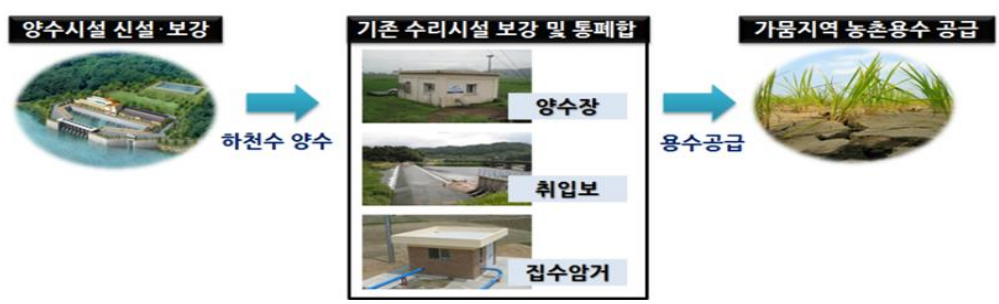 양수시설 신설·보강
하천수 양수
기존 수리시설 보강 및 통폐합
양수장
취입보
집수암거
용수공급
가뭄지역 농촌용수 공급